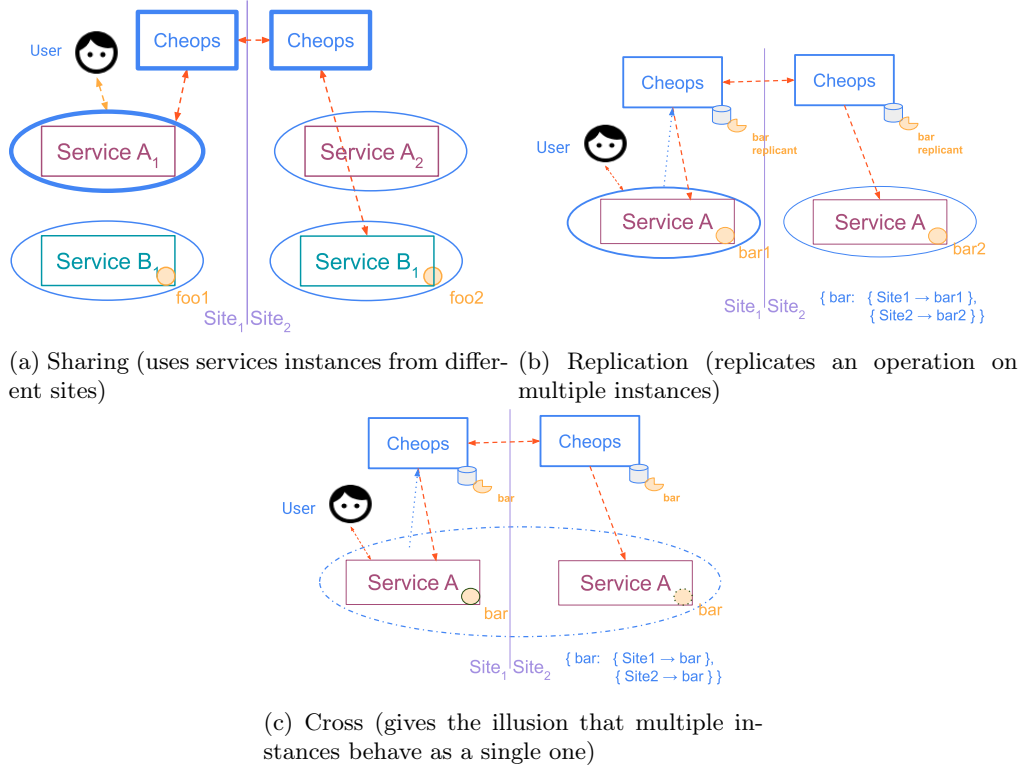 User
Cheops
Cheops
Service A1
Service A2
Service B1
foo1
Service B1
foo2
Site1
Site2
(a) Sharing (uses services instances from differ-
ent sites)
Cheops
Cheops
bar
replicant
bar
replicant
User
Service A
bar1
Service A
bar2
Site1
Site2
{ bar: { Site1 → bar1 },
{ Site2 → bar2 } }
(b) Replication (replicates an operation on
multiple instances)
Cheops
Cheops
bar
bar
User
Service A
bar
Service A
bar
Site1
Site2
{ bar: { Site1 → bar },
{ Site2 → bar } }
(c) Cross (gives the illusion that multiple in-
stances behave as a single one)